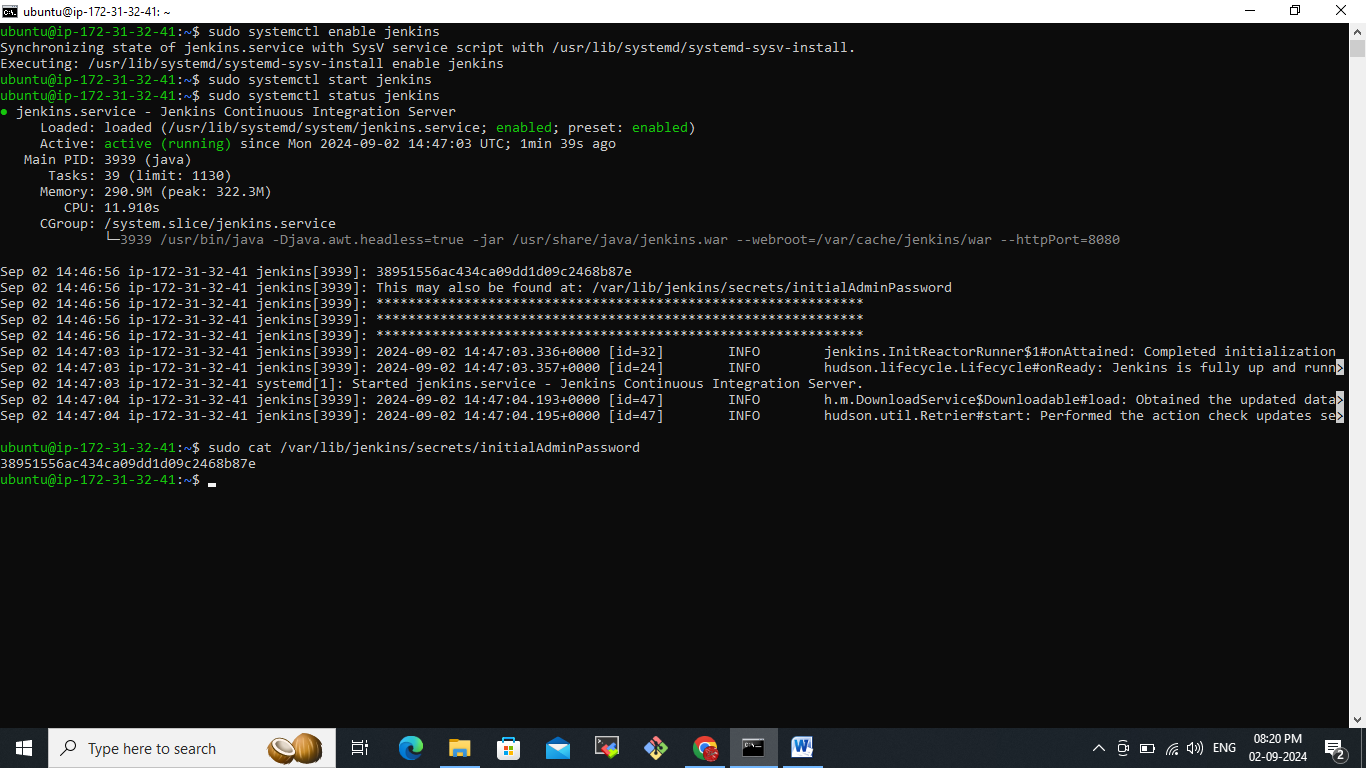 ubuntu@ip-172-31-32-41: ~
ubuntu@ip-172-31-32-41:~$ sudo systemctl enable jenkins
Synchronizing state of jenkins.service with SysV service script with /usr/lib/systemd/systemd-sysv-install.
Executing: /usr/lib/systemd/systemd-sysv-install enable jenkins
ubuntu@ip-172-31-32-41:~$ sudo systemctl start jenkins
ubuntu@ip-172-31-32-41:~$ sudo systemctl status jenkins
● jenkins.service - Jenkins Continuous Integration Server
     Loaded: loaded (/usr/lib/systemd/system/jenkins.service; enabled; preset: enabled)
     Active: active (running) since Mon 2024-09-02 14:47:03 UTC; 1min 39s ago
   Main PID: 3939 (java)
      Tasks: 39 (limit: 1130)
     Memory: 290.9M (peak: 322.3M)
        CPU: 11.910s
     CGroup: /system.slice/jenkins.service
             └─3939 /usr/bin/java -Djava.awt.headless=true -jar /usr/share/java/jenkins.war --webroot=/var/cache/jenkins/war --httpPort=8080
Sep 02 14:46:56 ip-172-31-32-41 jenkins[3939]: 38951556ac434ca09dd1d09c2468b87e
Sep 02 14:46:56 ip-172-31-32-41 jenkins[3939]: This may also be found at: /var/lib/jenkins/secrets/initialAdminPassword
Sep 02 14:46:56 ip-172-31-32-41 jenkins[3939]: *************************************************************
Sep 02 14:46:56 ip-172-31-32-41 jenkins[3939]: *************************************************************
Sep 02 14:46:56 ip-172-31-32-41 jenkins[3939]: *************************************************************
Sep 02 14:47:03 ip-172-31-32-41 jenkins[3939]: 2024-09-02 14:47:03.336+0000 [id=32]        INFO        jenkins.InitReactorRunner$1#onAttained: Completed initialization
Sep 02 14:47:03 ip-172-31-32-41 jenkins[3939]: 2024-09-02 14:47:03.357+0000 [id=24]        INFO        hudson.lifecycle.Lifecycle#onReady: Jenkins is fully up and runn>
Sep 02 14:47:03 ip-172-31-32-41 systemd[1]: Started jenkins.service - Jenkins Continuous Integration Server.
Sep 02 14:47:04 ip-172-31-32-41 jenkins[3939]: 2024-09-02 14:47:04.193+0000 [id=47]        INFO        h.m.DownloadService$Downloadable#load: Obtained the updated data>
Sep 02 14:47:04 ip-172-31-32-41 jenkins[3939]: 2024-09-02 14:47:04.195+0000 [id=47]        INFO        hudson.util.Retrier#start: Performed the action check updates se>
ubuntu@ip-172-31-32-41:~$ sudo cat /var/lib/jenkins/secrets/initialAdminPassword
38951556ac434ca09dd1d09c2468b87e
ubuntu@ip-172-31-32-41:~$
Type here to search
ENG
08:20 PM
02-09-2024
2